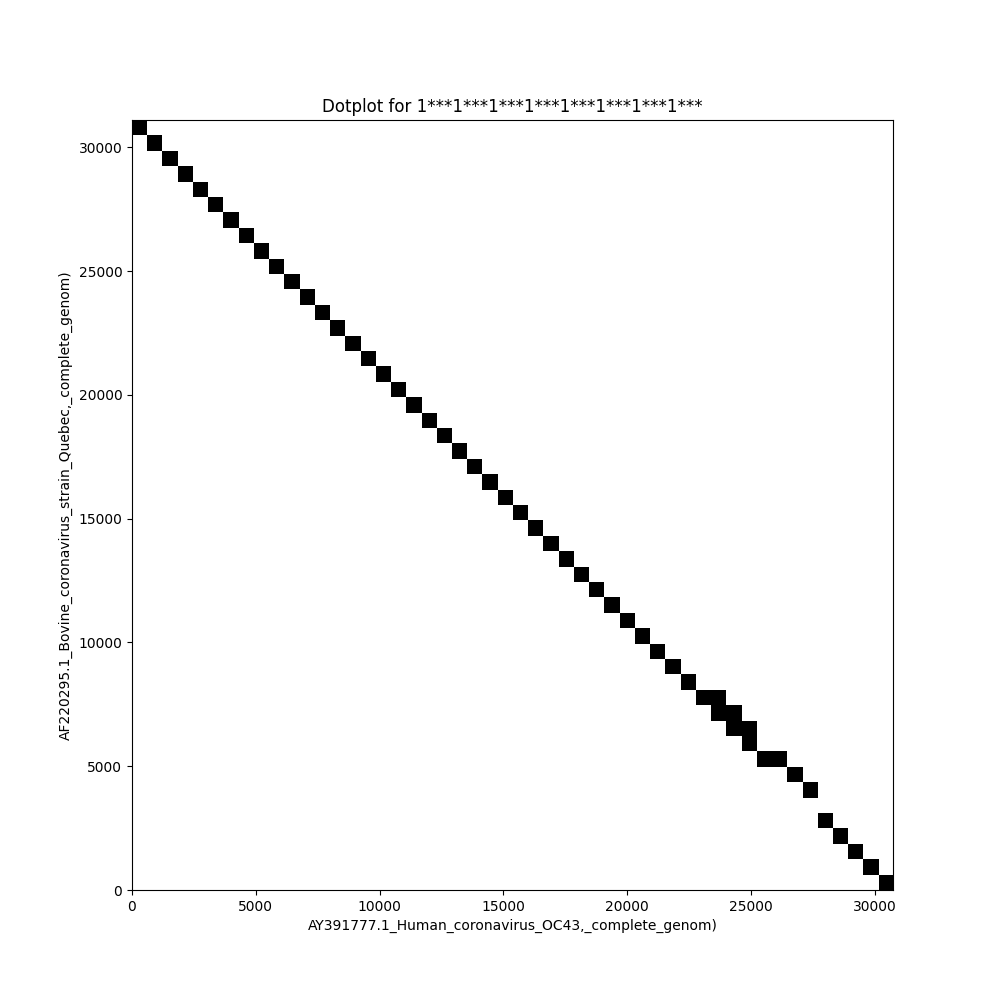 Dotplot for 1***1***1***1***1***1***1***1***
30000
25000
20000
15000
10000
5000
0
AF220295.1_Bovine_coronavirus_strain_Quebec,_complete_genom)
0 5000 10000 15000 20000 25000 30000
AY391777.1_Human_coronavirus_OC43,_complete_genom)